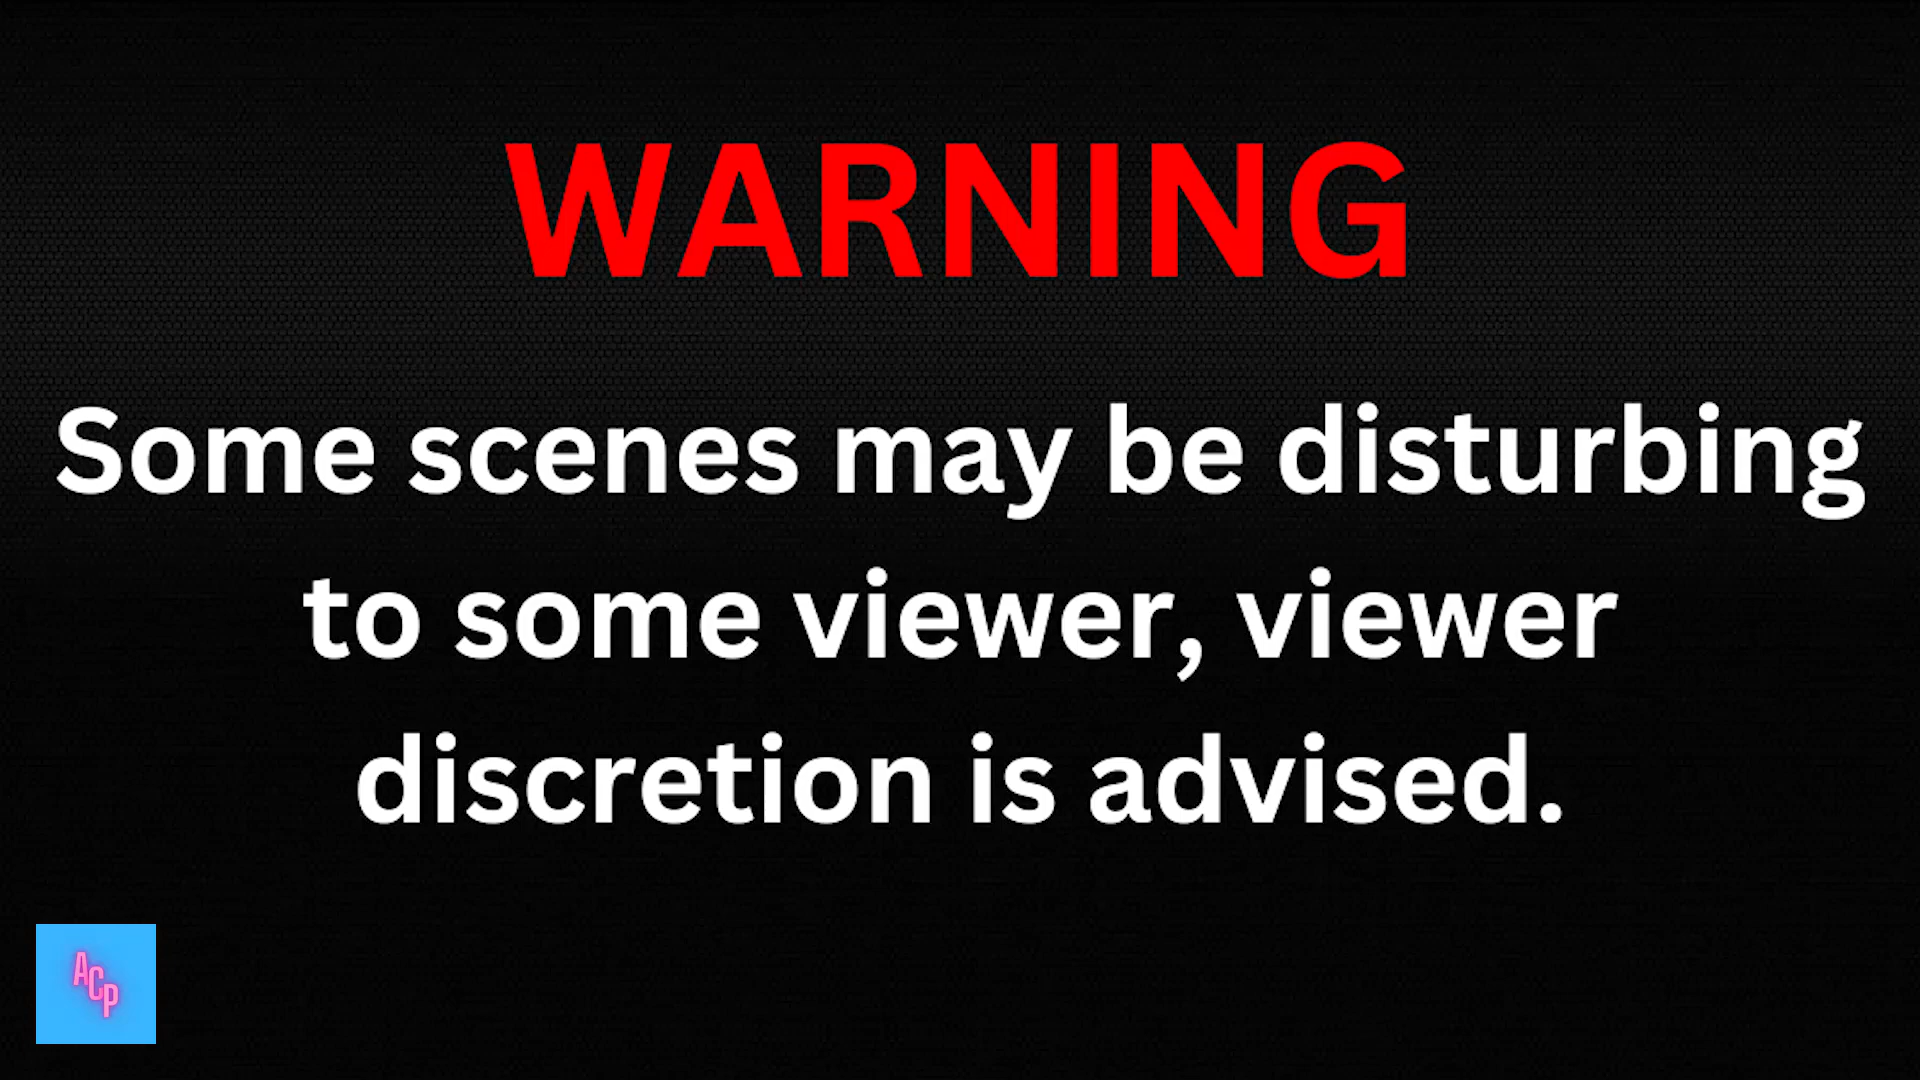 WARNING
Some scenes may be disturbing
to some viewer, viewer
discretion is advised.
ACP